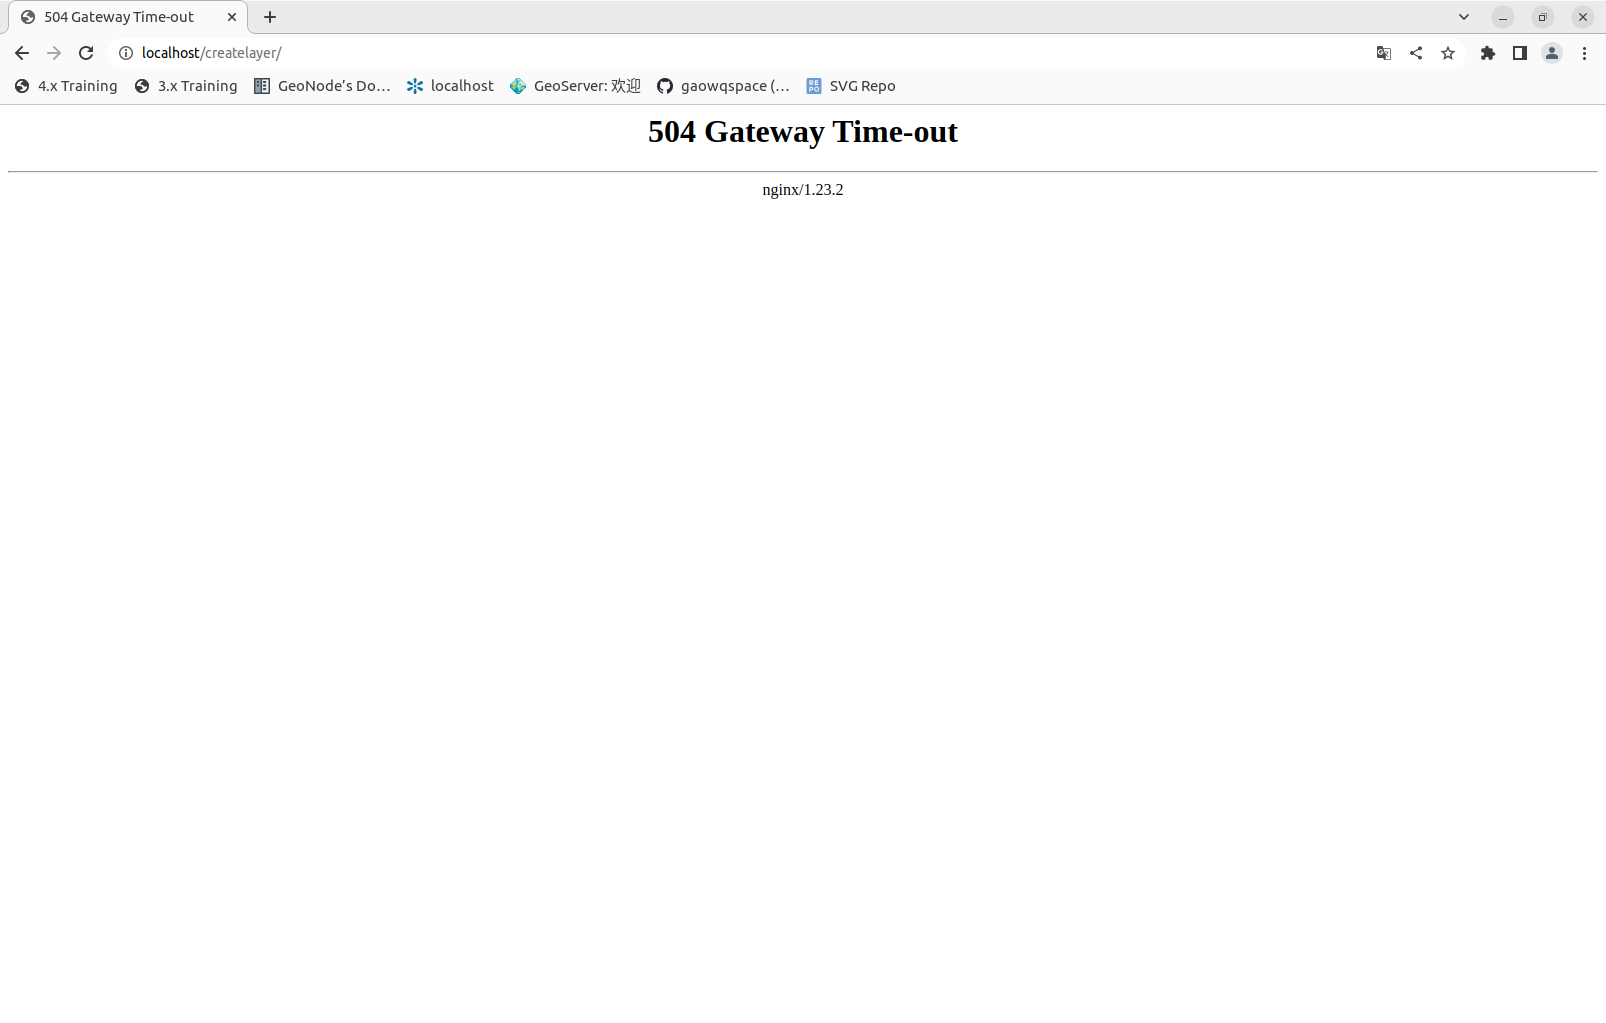 504 Gateway Time-out
localhost/createlayer/
4.x Training 3.x Training GeoNode's Do... localhost GeoServer: 欢迎 gaowqspace (... SVG Repo
504 Gateway Time-out
nginx/1.23.2